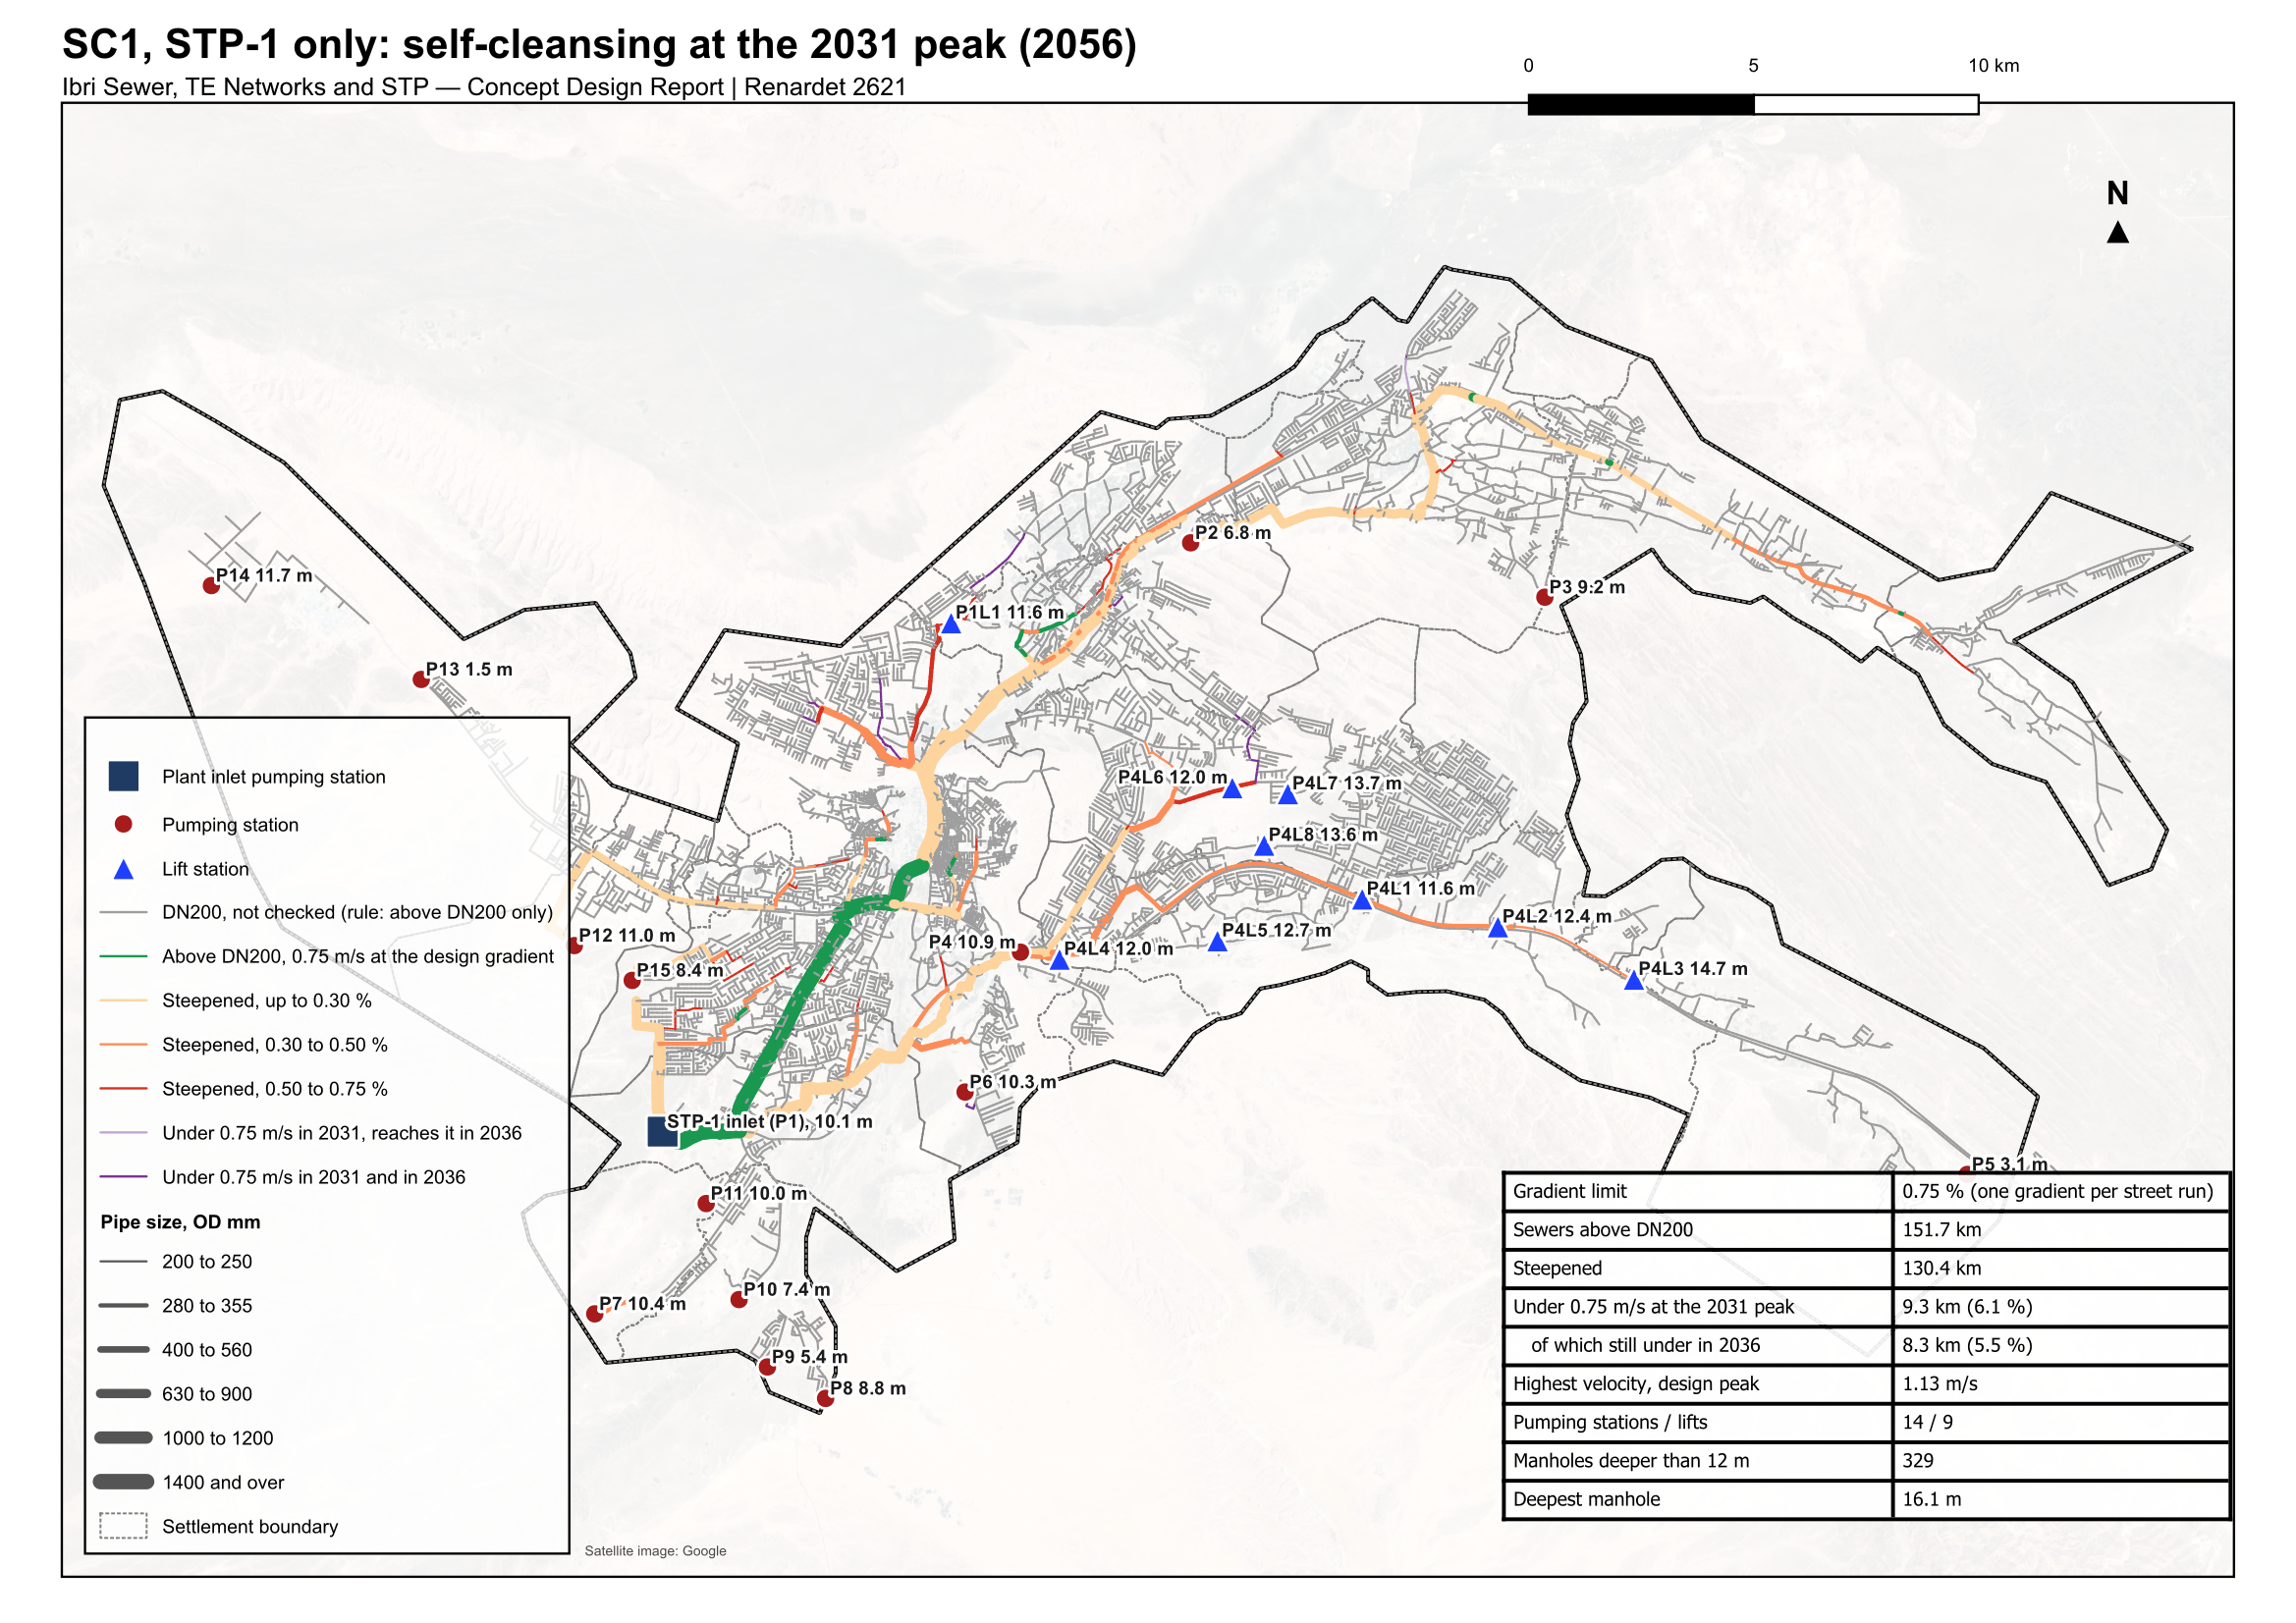 SC1, STP-1 only: self-cleansing at the 2031 peak (2056)
Ibri Sewer, TE Networks and STP — Concept Design Report | Renardet 2621
0 5 10 km
N
P14 11.7 m
P13 1.5 m
P2 6.8 m
P3 9.2 m
P1L1 11.6 m
P4L6 12.0 m
P4L7 13.7 m
P4L8 13.6 m
P4L1 11.6 m
P4L2 12.4 m
P4L5 12.7 m
P4L3 14.7 m
P12 11.0 m
P4 10.9 m
P4L4 12.0 m
P15 8.4 m
P6 10.3 m
STP-1 inlet (P1), 10.1 m
P5 3.1 m
P11 10.0 m
P10 7.4 m
P7 10.4 m
P9 5.4 m
P8 8.8 m
Plant inlet pumping station
Pumping station
Lift station
DN200, not checked (rule: above DN200 only)
Above DN200, 0.75 m/s at the design gradient
Steepened, up to 0.30 %
Steepened, 0.30 to 0.50 %
Steepened, 0.50 to 0.75 %
Under 0.75 m/s in 2031, reaches it in 2036
Under 0.75 m/s in 2031 and in 2036
Pipe size, OD mm
200 to 250
280 to 355
400 to 560
630 to 900
1000 to 1200
1400 and over
Settlement boundary
Satellite image: Google
Gradient limit 0.75 % (one gradient per street run)
Sewers above DN200 151.7 km
Steepened 130.4 km
Under 0.75 m/s at the 2031 peak 9.3 km (6.1 %)
of which still under in 2036 8.3 km (5.5 %)
Highest velocity, design peak 1.13 m/s
Pumping stations / lifts 14 / 9
Manholes deeper than 12 m 329
Deepest manhole 16.1 m